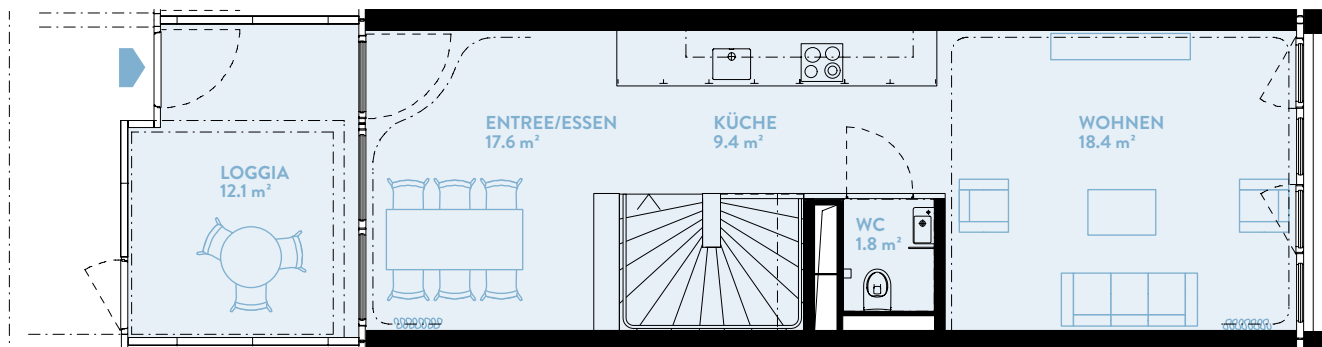 ENTREE/ESSEN
17.6 m²
KÜCHE
9.4 m²
WOHNEN
18.4 m²
LOGGIA
12.1 m²
WC
1.8 m²